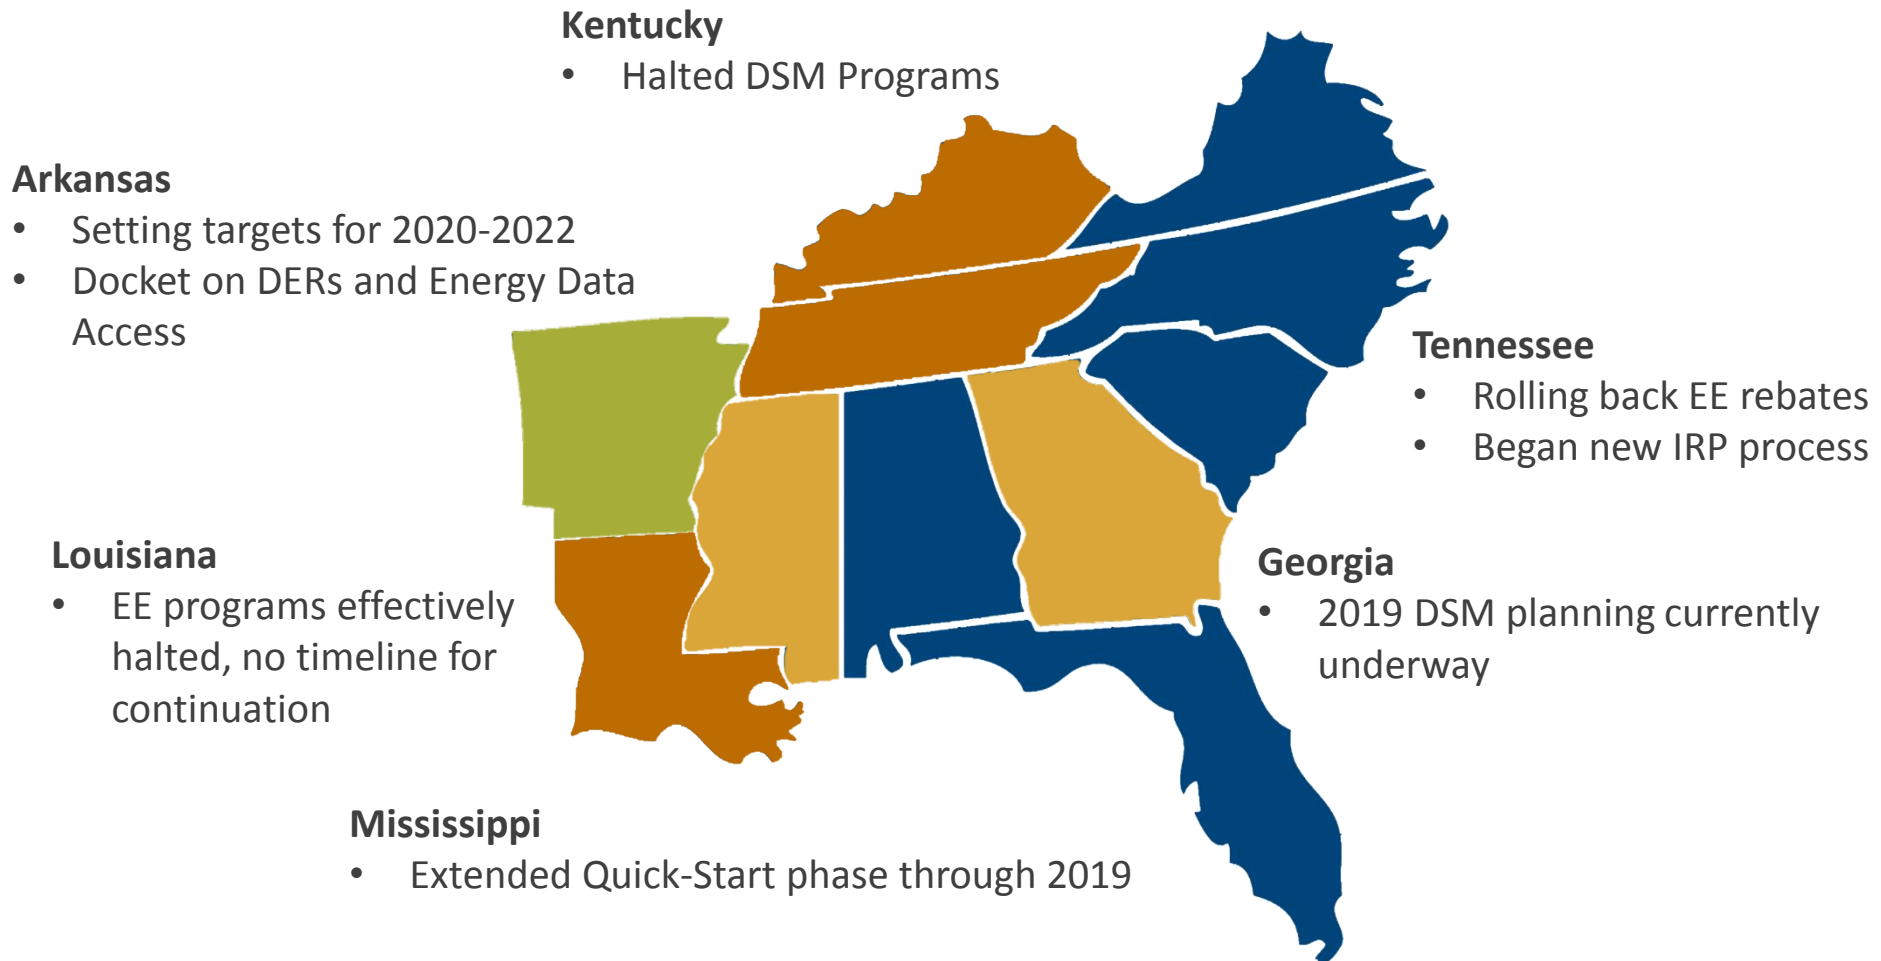 Kentucky
• Halted DSM Programs
Arkansas
• Setting targets for 2020-2022
• Docket on DERs and Energy Data
Access
Tennessee
• Rolling back EE rebates
• Began new IRP process
Louisiana
• EE programs effectively
halted, no timeline for
continuation
Georgia
• 2019 DSM planning currently
underway
Mississippi
• Extended Quick-Start phase through 2019